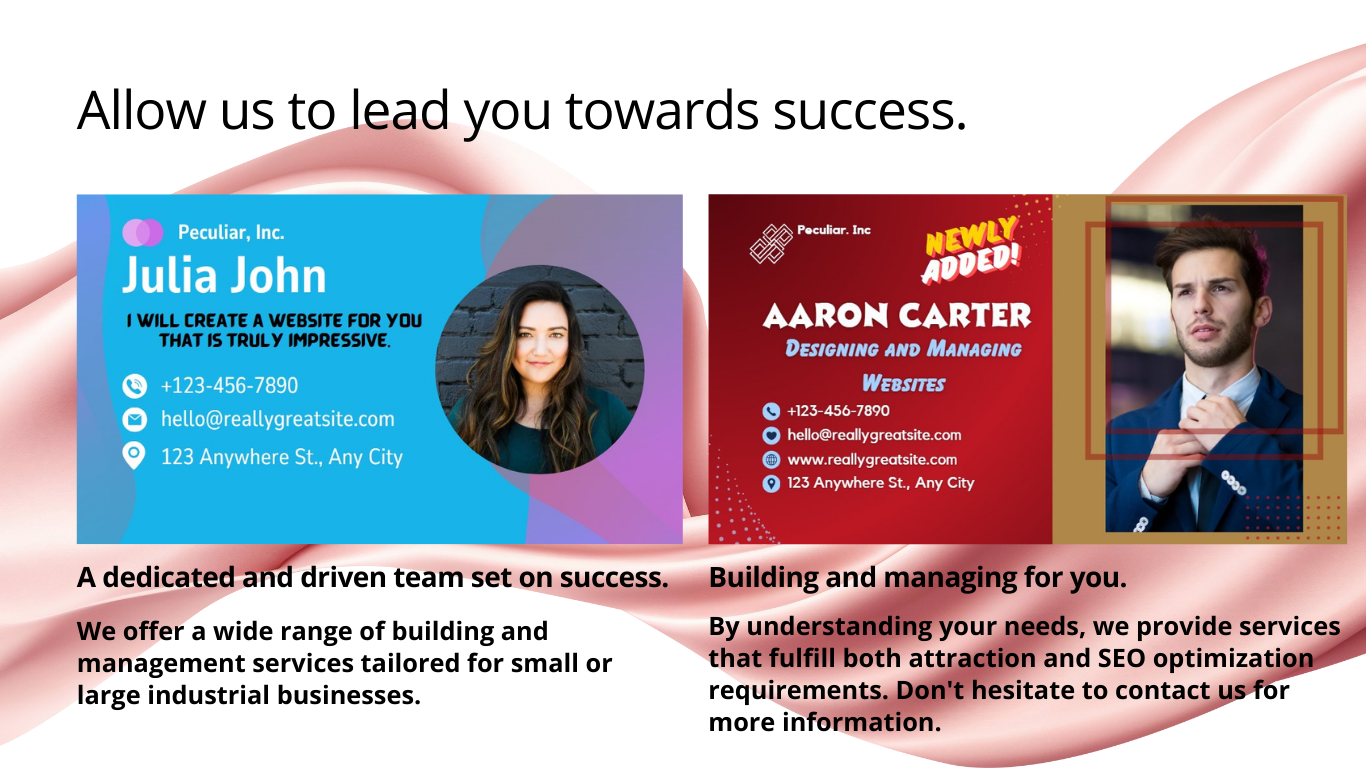 Allow us to lead you towards success.
Peculiar, Inc.
Julia John
I WILL CREATE A WEBSITE FOR YOU
THAT IS TRULY IMPRESSIVE.
+123-456-7890
hello@reallygreatsite.com
123 Anywhere St., Any City
Peculiar. Inc
NEWLY
ADDED!
AARON CARTER
Designing and Managing
Websites
+123-456-7890
hello@reallygreatsite.com
www.reallygreatsite.com
123 Anywhere St., Any City
A dedicated and driven team set on success.
We offer a wide range of building and
management services tailored for small or
large industrial businesses.
Building and managing for you.
By understanding your needs, we provide services
that fulfill both attraction and SEO optimization
requirements. Don't hesitate to contact us for
more information.